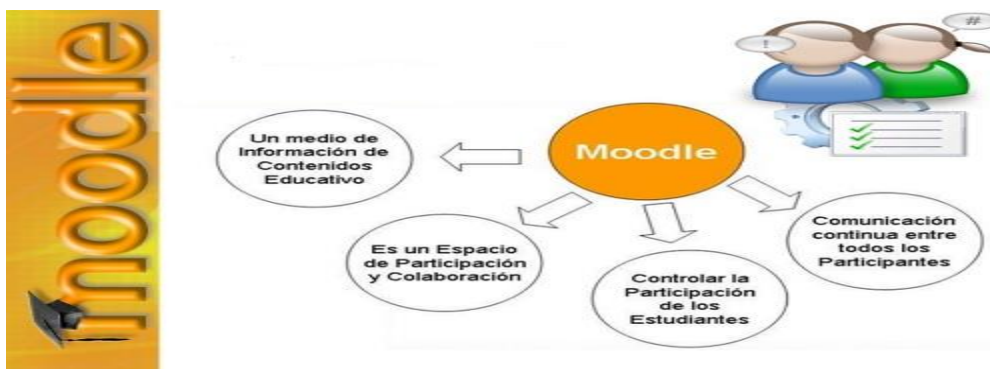 moodle
!
#
Moodle
Un medio de
Información de
Contenidos
Educativo
Es un Espacio
de Participación
y Colaboración
Controlar la
Participación
de los
Estudiantes
Comunicación
continua entre
todos los
Participantes